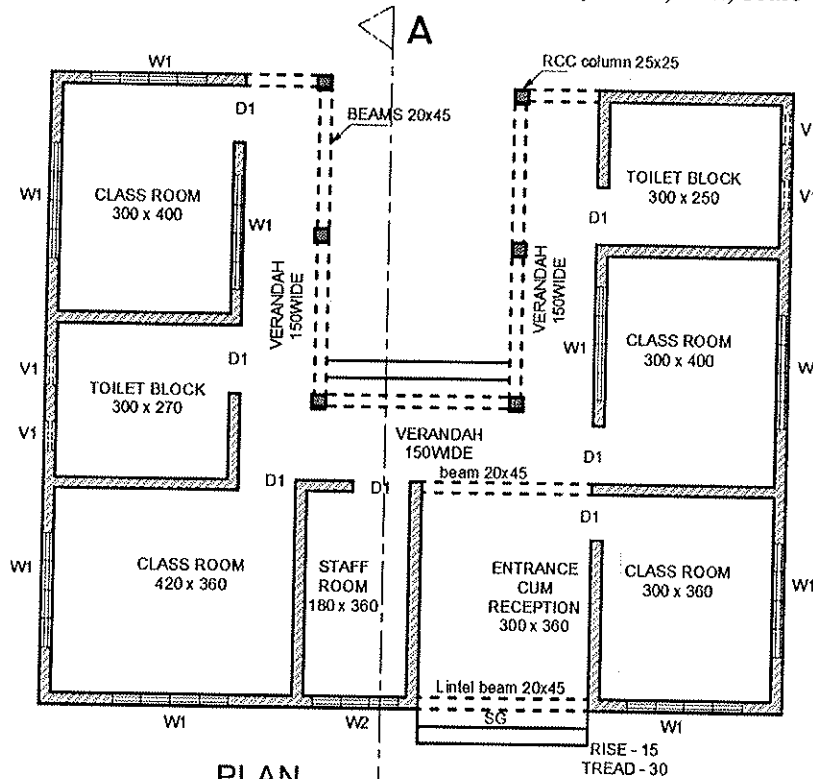 A
W1
RCC column 25x25
D1
BEAMS 20x45
V
TOILET BLOCK
300 x 250
V1
CLASS ROOM
300 x 400
W1
W1
D1
VERANDAH
150WIDE
VERANDAH
150WIDE
CLASS ROOM
300 x 400
W1
W
V1
D1
TOILET BLOCK
300 x 270
V1
VERANDAH
150WIDE
beam 20x45
D1
D1
D1
D1
W1
CLASS ROOM
420 x 360
STAFF
ROOM
180 x 360
ENTRANCE
CUM
RECEPTION
300 x 360
CLASS ROOM
300 x 360
W1
Lintel beam 20x45
SG
W1
W2
W1
RISE - 15
TREAD - 30
PLAN